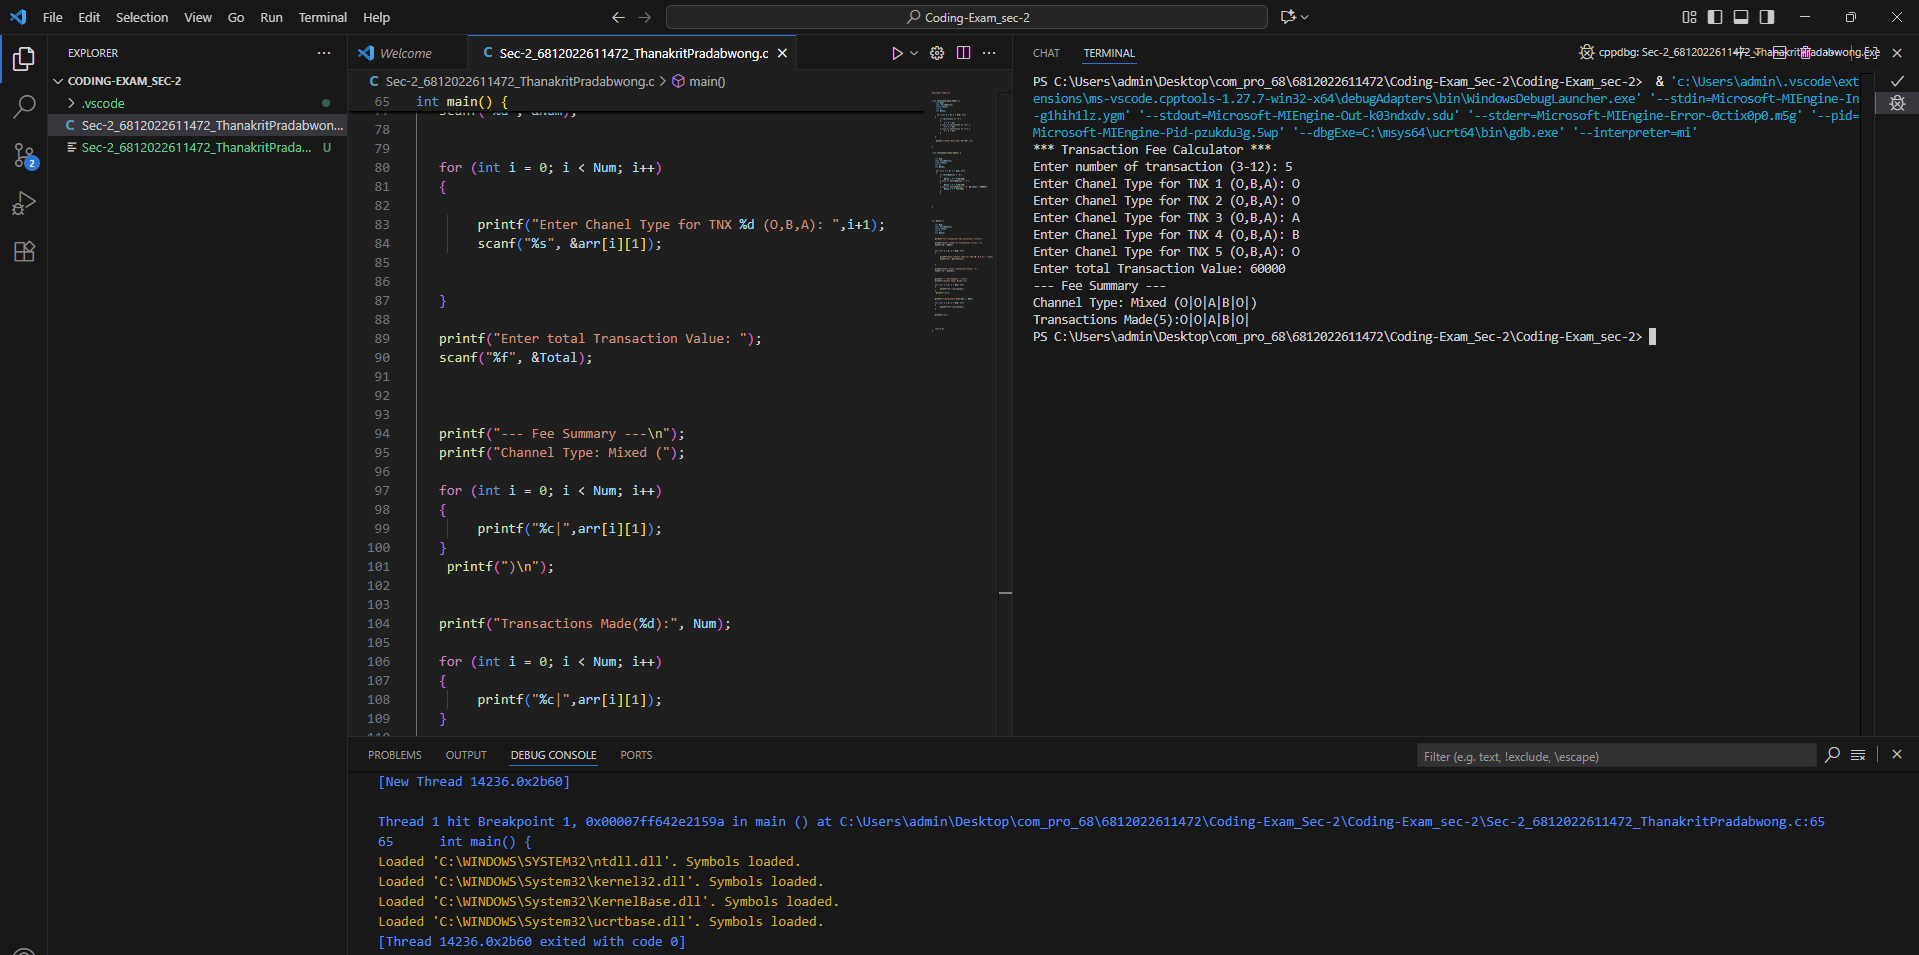 File Edit Selection View Go Run Terminal Help
Coding-Exam_sec-2
EXPLORER
CODING-EXAM_SEC-2
.vscode
C Sec-2_6812022611472_ThanakritPradabwon...
Sec-2_6812022611472_ThanakritPrada... U
2
Welcome
C Sec-2_6812022611472_ThanakritPradabwong.c
C Sec-2_6812022611472_ThanakritPradabwong.c > main()
65 int main() {
78
79
80 for (int i = 0; i < Num; i++)
81 {
82
83 printf("Enter Chanel Type for TNX %d (O,B,A): ",i+1);
84 scanf("%s", &arr[i][1]);
85
86
87 }
88
89 printf("Enter total Transaction Value: ");
90 scanf("%f", &Total);
91
92
93
94 printf("--- Fee Summary ---\n");
95 printf("Channel Type: Mixed (");
96
97 for (int i = 0; i < Num; i++)
98 {
99 printf("%c|",arr[i][1]);
100 }
101 printf(")\n");
102
103
104 printf("Transactions Made(%d):", Num);
105
106 for (int i = 0; i < Num; i++)
107 {
108 printf("%c|",arr[i][1]);
109 }
CHAT TERMINAL
cppdbg: Sec-2_6812022611472_ThanakritPradabwong.exe
PS C:\Users\admin\Desktop\com_pro_68\6812022611472\Coding-Exam_Sec-2\Coding-Exam_sec-2> & 'c:\Users\admin\.vscode\ext
ensions\ms-vscode.cpptools-1.27.7-win32-x64\debugAdapters\bin\WindowsDebugLauncher.exe' '--stdin=Microsoft-MIEngine-In
-g1hih1lz.ygm' '--stdout=Microsoft-MIEngine-Out-k03ndxdv.sdu' '--stderr=Microsoft-MIEngine-Error-0ctix0p0.m5g' '--pid=
Microsoft-MIEngine-Pid-pzukdu3g.5wp' '--dbgExe=C:\msys64\ucrt64\bin\gdb.exe' '--interpreter=mi'
*** Transaction Fee Calculator ***
Enter number of transaction (3-12): 5
Enter Chanel Type for TNX 1 (O,B,A): O
Enter Chanel Type for TNX 2 (O,B,A): O
Enter Chanel Type for TNX 3 (O,B,A): A
Enter Chanel Type for TNX 4 (O,B,A): B
Enter Chanel Type for TNX 5 (O,B,A): O
Enter total Transaction Value: 60000
--- Fee Summary ---
Channel Type: Mixed (O|O|A|B|O|)
Transactions Made(5):O|O|A|B|O|
PS C:\Users\admin\Desktop\com_pro_68\6812022611472\Coding-Exam_Sec-2\Coding-Exam_sec-2>
PROBLEMS OUTPUT DEBUG CONSOLE PORTS
Filter (e.g. text, !exclude, \escape)
[New Thread 14236.0x2b60]
Thread 1 hit Breakpoint 1, 0x00007ff642e2159a in main () at C:\Users\admin\Desktop\com_pro_68\6812022611472\Coding-Exam_Sec-2\Coding-Exam_sec-2\Sec-2_6812022611472_ThanakritPradabwong.c:65
65 int main() {
Loaded 'C:\WINDOWS\SYSTEM32\ntdll.dll'. Symbols loaded.
Loaded 'C:\WINDOWS\System32\kernel32.dll'. Symbols loaded.
Loaded 'C:\WINDOWS\System32\KernelBase.dll'. Symbols loaded.
Loaded 'C:\WINDOWS\System32\ucrtbase.dll'. Symbols loaded.
[Thread 14236.0x2b60 exited with code 0]